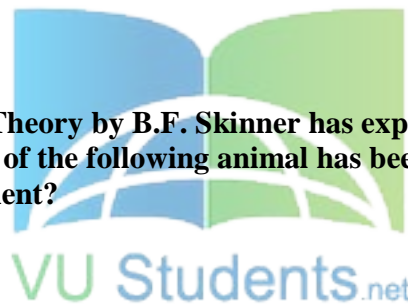 Theory by B.F. Skinner has exp
of the following animal has bee
ent?
VU Students.net